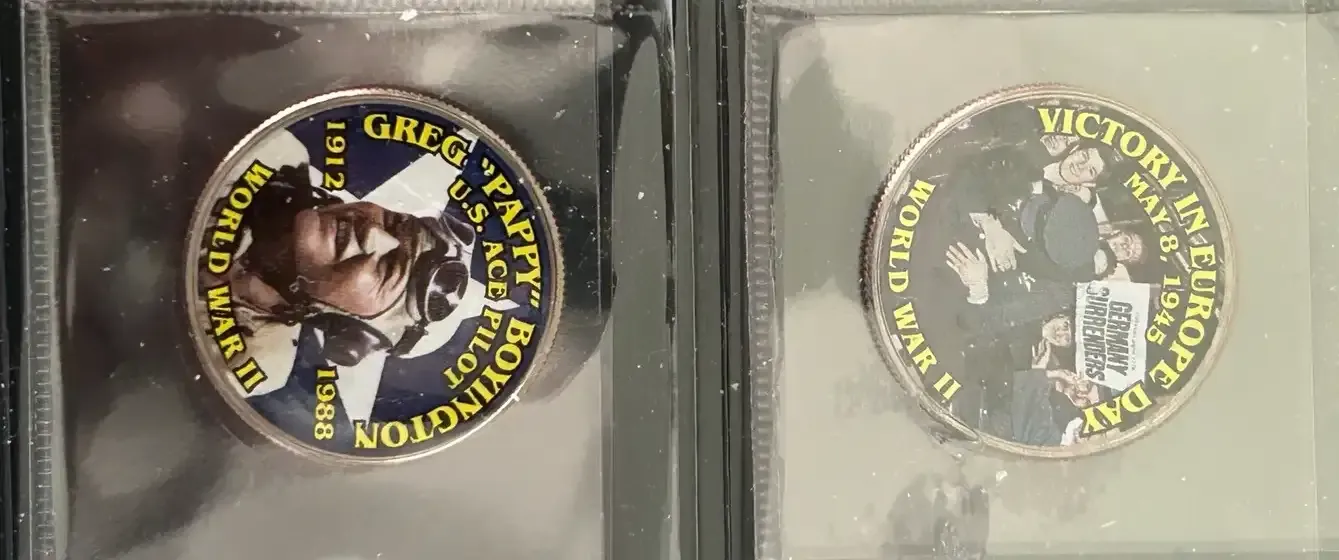 GREG "PAPPY" BOYINGTON
U.S. ACE PILOT
1912
1988
WORLD WAR II
VICTORY IN EUROPE DAY
MAY 8, 1945
GERMANY
SURRENDERS
WORLD WAR II